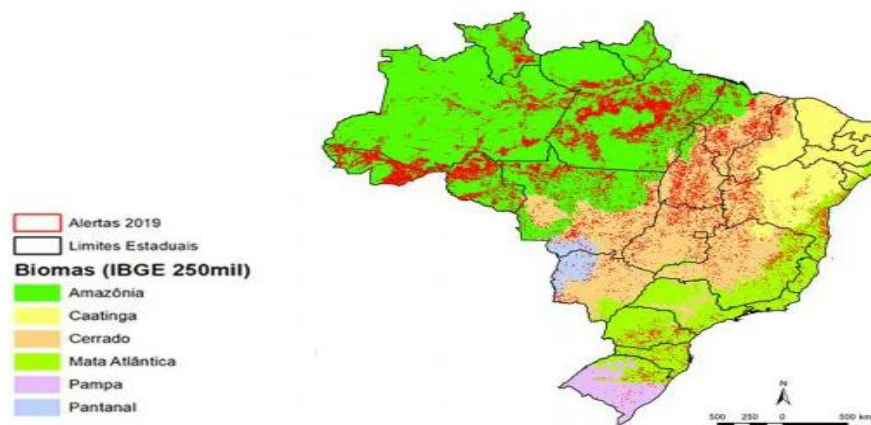 Alertas 2019
Limites Estaduais
Biomas (IBGE 250mil)
Amazônia
Caatinga
Cerrado
Mata Atlântica
Pampa
Pantanal
N
500 250 0 500 km